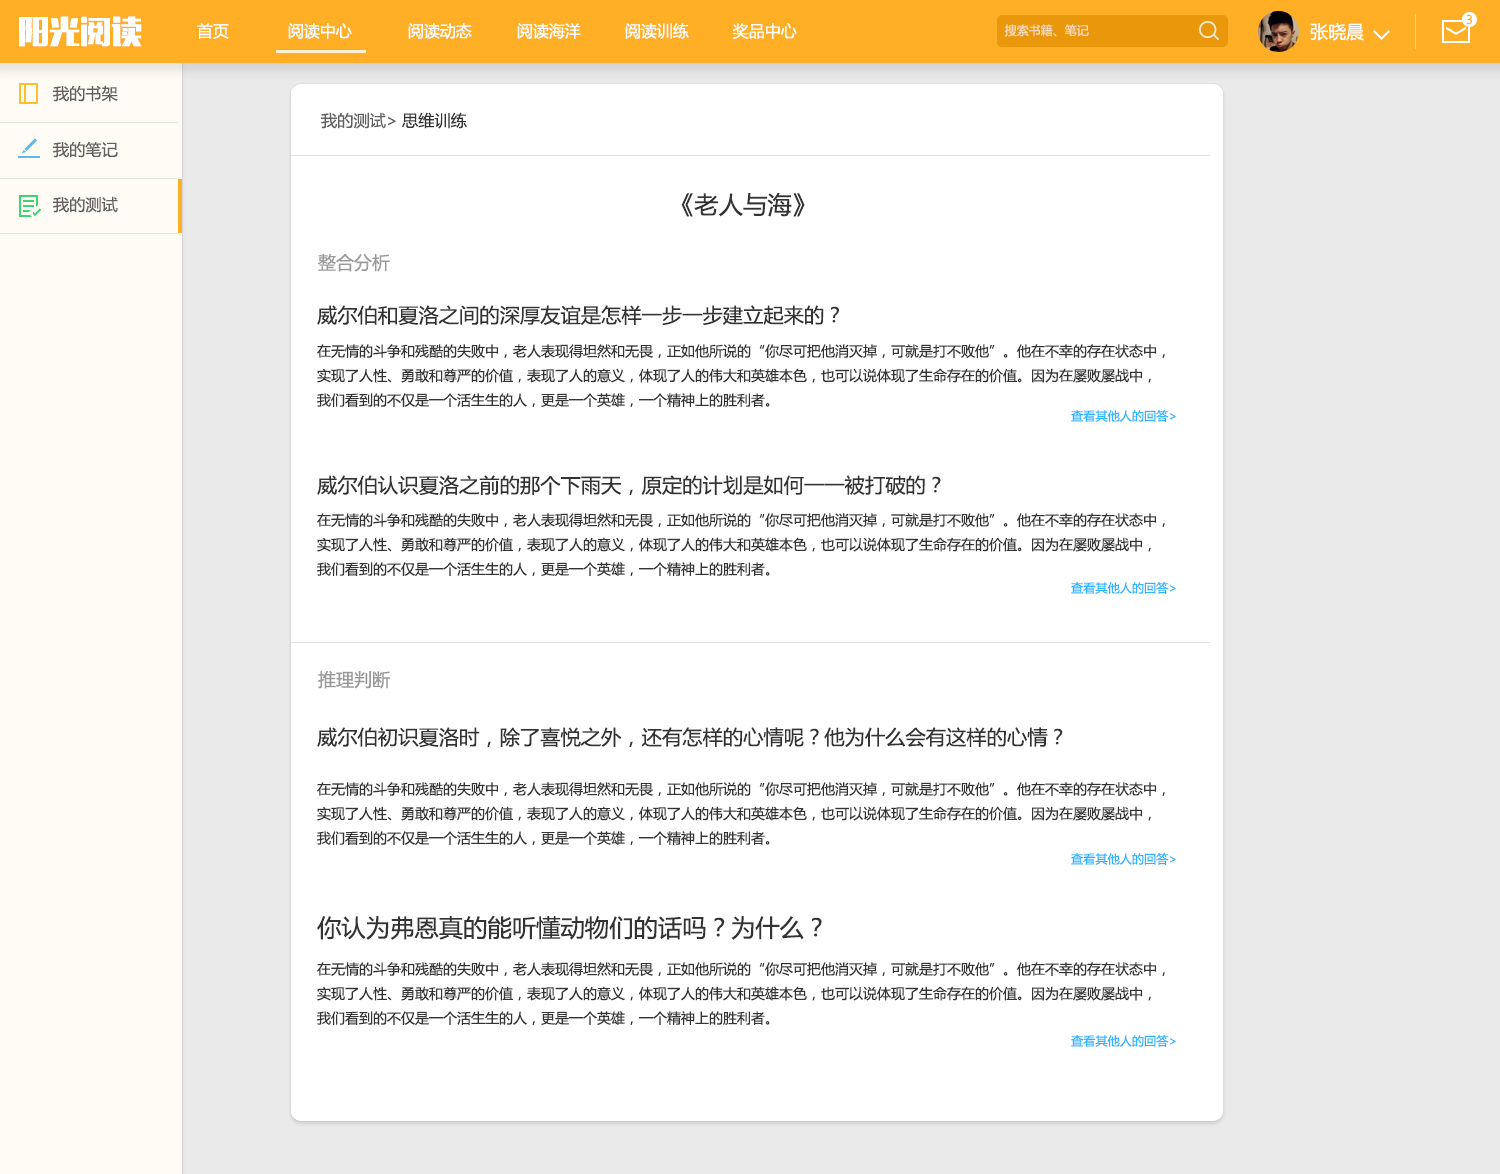 阳光阅读
首页 阅读中心 阅读动态 阅读海洋 阅读训练 奖品中心
搜索书籍、笔记
张晓晨
3
我的书架
我的笔记
我的测试
我的测试> 思维训练
《老人与海》
整合分析
威尔伯和夏洛之间的深厚友谊是怎样一步一步建立起来的？
在无情的斗争和残酷的失败中，老人表现得坦然和无畏，正如他所说的“你尽可把他消灭掉，可就是打不败他”。他在不幸的存在状态中，
实现了人性、勇敢和尊严的价值，表现了人的意义，体现了人的伟大和英雄本色，也可以说体现了生命存在的价值。因为在屡败屡战中，
我们看到的不仅是一个活生生的人，更是一个英雄，一个精神上的胜利者。
查看其他人的回答>
威尔伯认识夏洛之前的那个下雨天，原定的计划是如何一一被打破的？
在无情的斗争和残酷的失败中，老人表现得坦然和无畏，正如他所说的“你尽可把他消灭掉，可就是打不败他”。他在不幸的存在状态中，
实现了人性、勇敢和尊严的价值，表现了人的意义，体现了人的伟大和英雄本色，也可以说体现了生命存在的价值。因为在屡败屡战中，
我们看到的不仅是一个活生生的人，更是一个英雄，一个精神上的胜利者。
查看其他人的回答>
推理判断
威尔伯初识夏洛时，除了喜悦之外，还有怎样的心情呢？他为什么会有这样的心情？
在无情的斗争和残酷的失败中，老人表现得坦然和无畏，正如他所说的“你尽可把他消灭掉，可就是打不败他”。他在不幸的存在状态中，
实现了人性、勇敢和尊严的价值，表现了人的意义，体现了人的伟大和英雄本色，也可以说体现了生命存在的价值。因为在屡败屡战中，
我们看到的不仅是一个活生生的人，更是一个英雄，一个精神上的胜利者。
查看其他人的回答>
你认为弗恩真的能听懂动物们的话吗？为什么？
在无情的斗争和残酷的失败中，老人表现得坦然和无畏，正如他所说的“你尽可把他消灭掉，可就是打不败他”。他在不幸的存在状态中，
实现了人性、勇敢和尊严的价值，表现了人的意义，体现了人的伟大和英雄本色，也可以说体现了生命存在的价值。因为在屡败屡战中，
我们看到的不仅是一个活生生的人，更是一个英雄，一个精神上的胜利者。
查看其他人的回答>